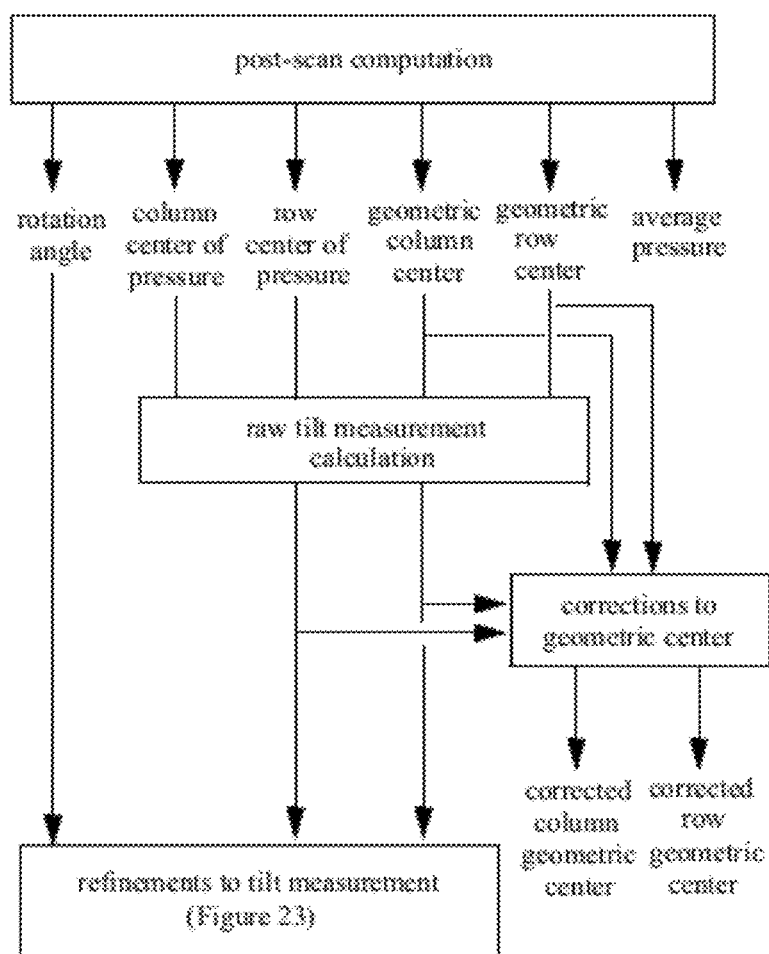 post-scan computation
rotation
angle
column
center of
pressure
row
center of
pressure
geometric
column
center
geometric
row
center
average
pressure
raw tilt measurement
calculation
corrections to
geometric center
corrected
column
geometric
center
corrected
row
geometric
center
refinements to tilt measurement
(Figure 23)